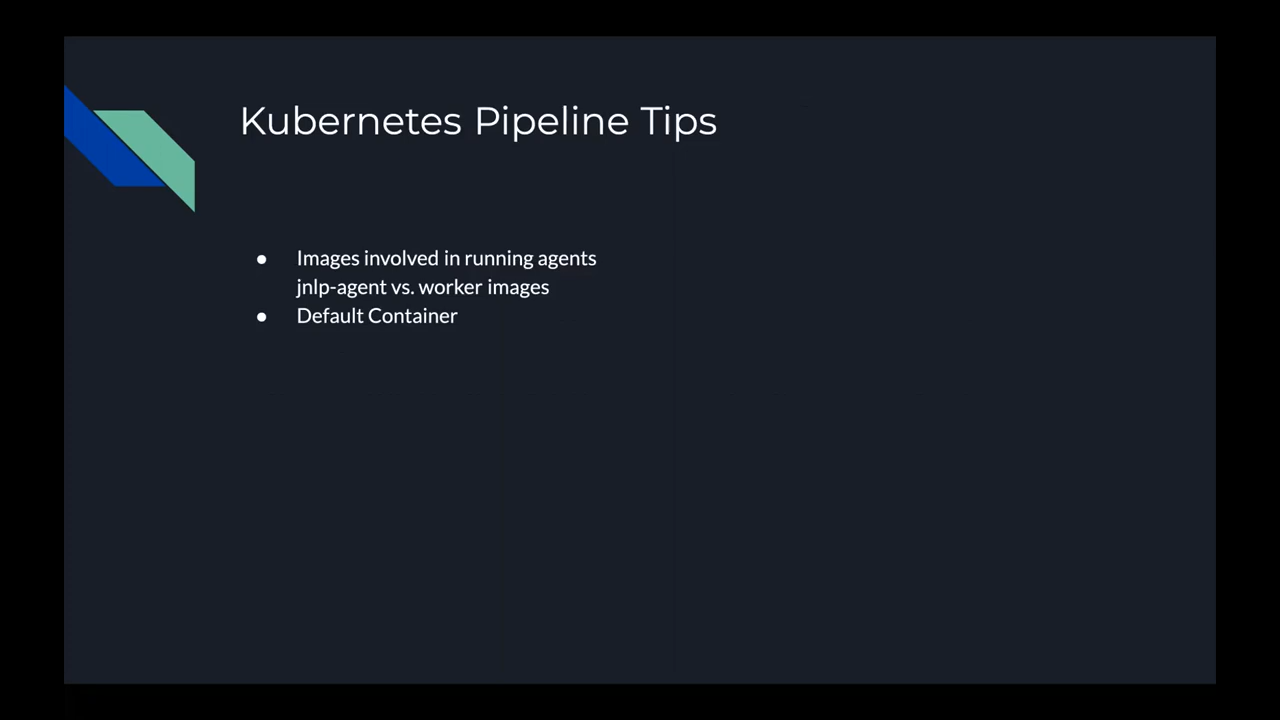 Kubernetes Pipeline Tips
● Images involved in running agents
jnlp-agent vs. worker images
● Default Container